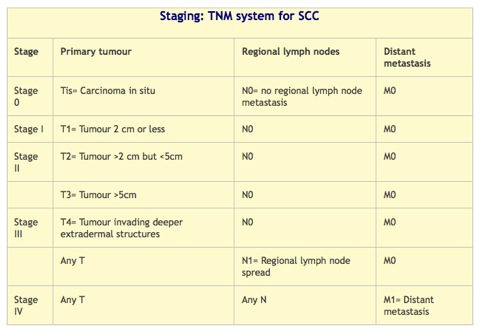 Staging: TNM system for SCC
Stage Primary tumour Regional lymph nodes Distant
metastasis
Stage Tis= Carcinoma in situ N0= no regional lymph node M0
0 metastasis
Stage I T1= Tumour 2 cm or less N0 M0
Stage T2= Tumour >2 cm but <5cm N0 M0
II
T3= Tumour >5cm N0 M0
Stage T4= Tumour invading deeper N0 M0
III extradermal structures
Any T N1= Regional lymph node M0
spread
Stage Any T Any N M1= Distant
IV metastasis